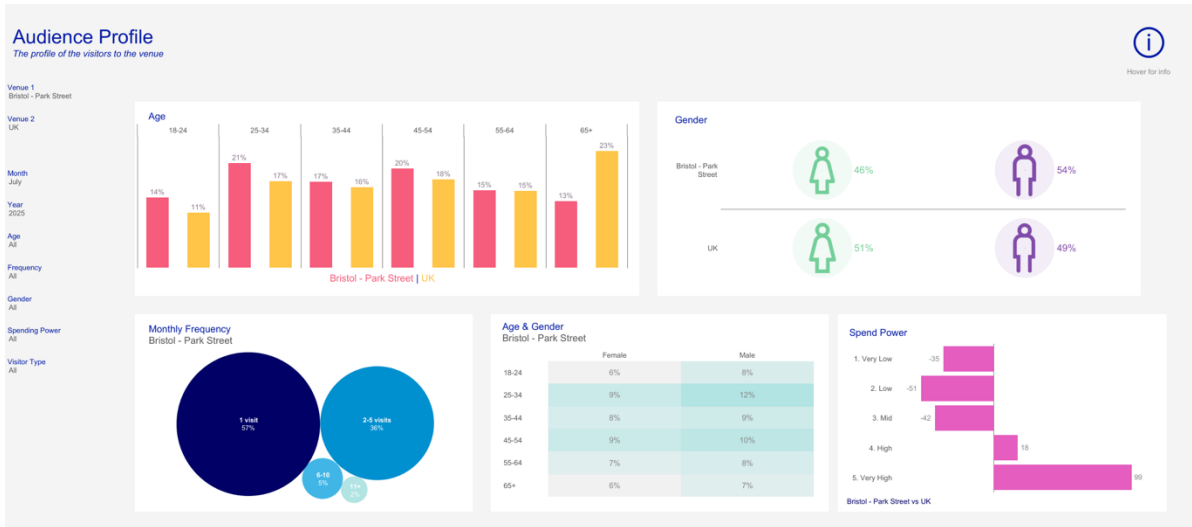 Audience Profile
The profile of the visitors to the venue
Hover for info
Venue 1
Bristol - Park Street
Venue 2
UK
Month
July
Year
2025
Age
All
Frequency
All
Gender
All
Spending Power
All
Visitor Type
All
Age
18-24 25-34 35-44 45-54 55-64 65+
14% 11% 21% 17% 17% 16% 20% 18% 15% 15% 13% 23%
Bristol - Park Street | UK
Gender
Bristol - Park
Street
46% 54%
UK 51% 49%
Monthly Frequency
Bristol - Park Street
1 visit
57%
2-5 visits
36%
6-10
5%
11+
2%
Age & Gender
Bristol - Park Street
Female Male
18-24 6% 8%
25-34 9% 12%
35-44 8% 9%
45-54 9% 10%
55-64 7% 8%
65+ 6% 7%
Spend Power
1. Very Low -35
2. Low -51
3. Mid -42
4. High 18
5. Very High 99
Bristol - Park Street vs UK